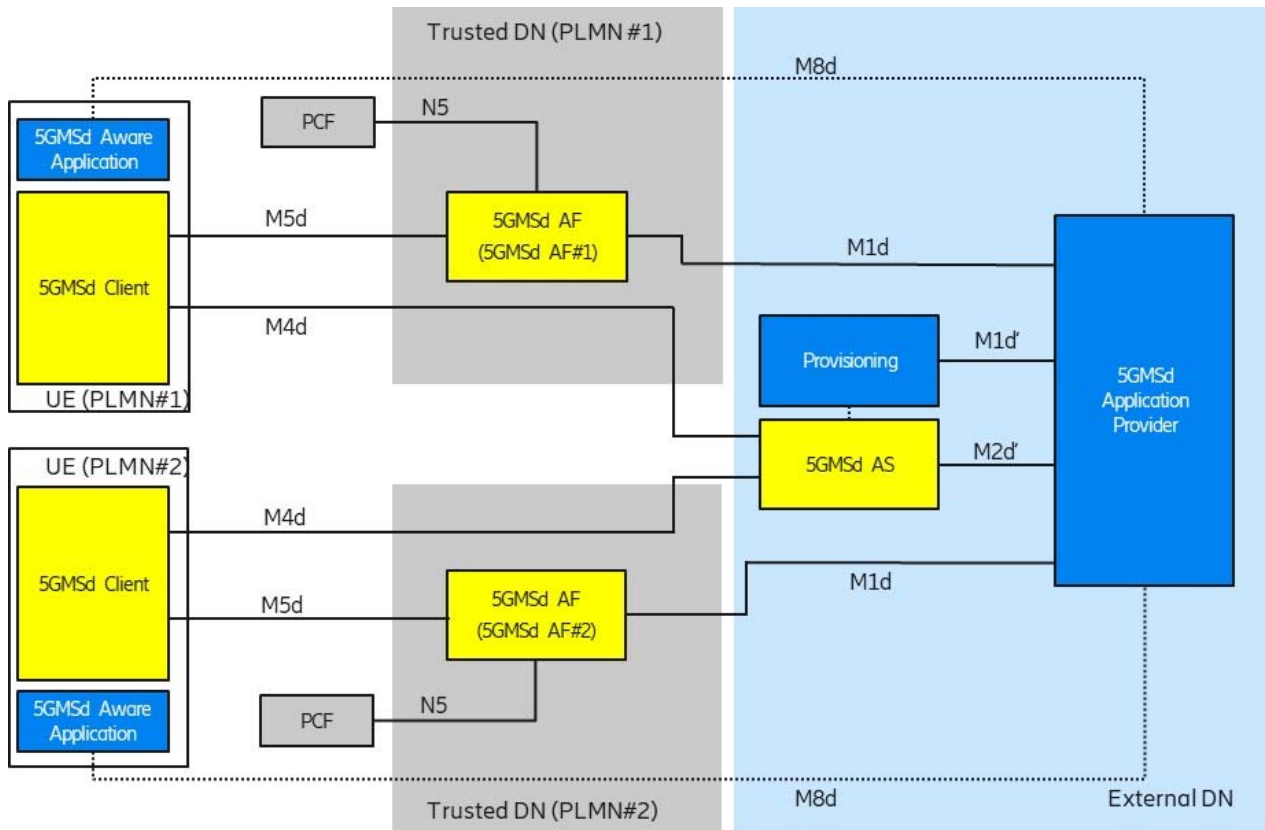 Trusted DN (PLMN #1)
M8d
N5
PCF
5GMSd Aware
Application
M5d
5GMSd AF
(5GMSd AF#1)
M1d
5GMSd Client
M4d
Provisioning
M1d’
5GMSd
Application
Provider
UE (PLMN#1)
UE (PLMN#2)
5GMSd AS
M2d’
M4d
5GMSd Client
M5d
5GMSd AF
(5GMSd AF#2)
M1d
5GMSd Aware
Application
PCF
N5
Trusted DN (PLMN#2)
M8d
External DN